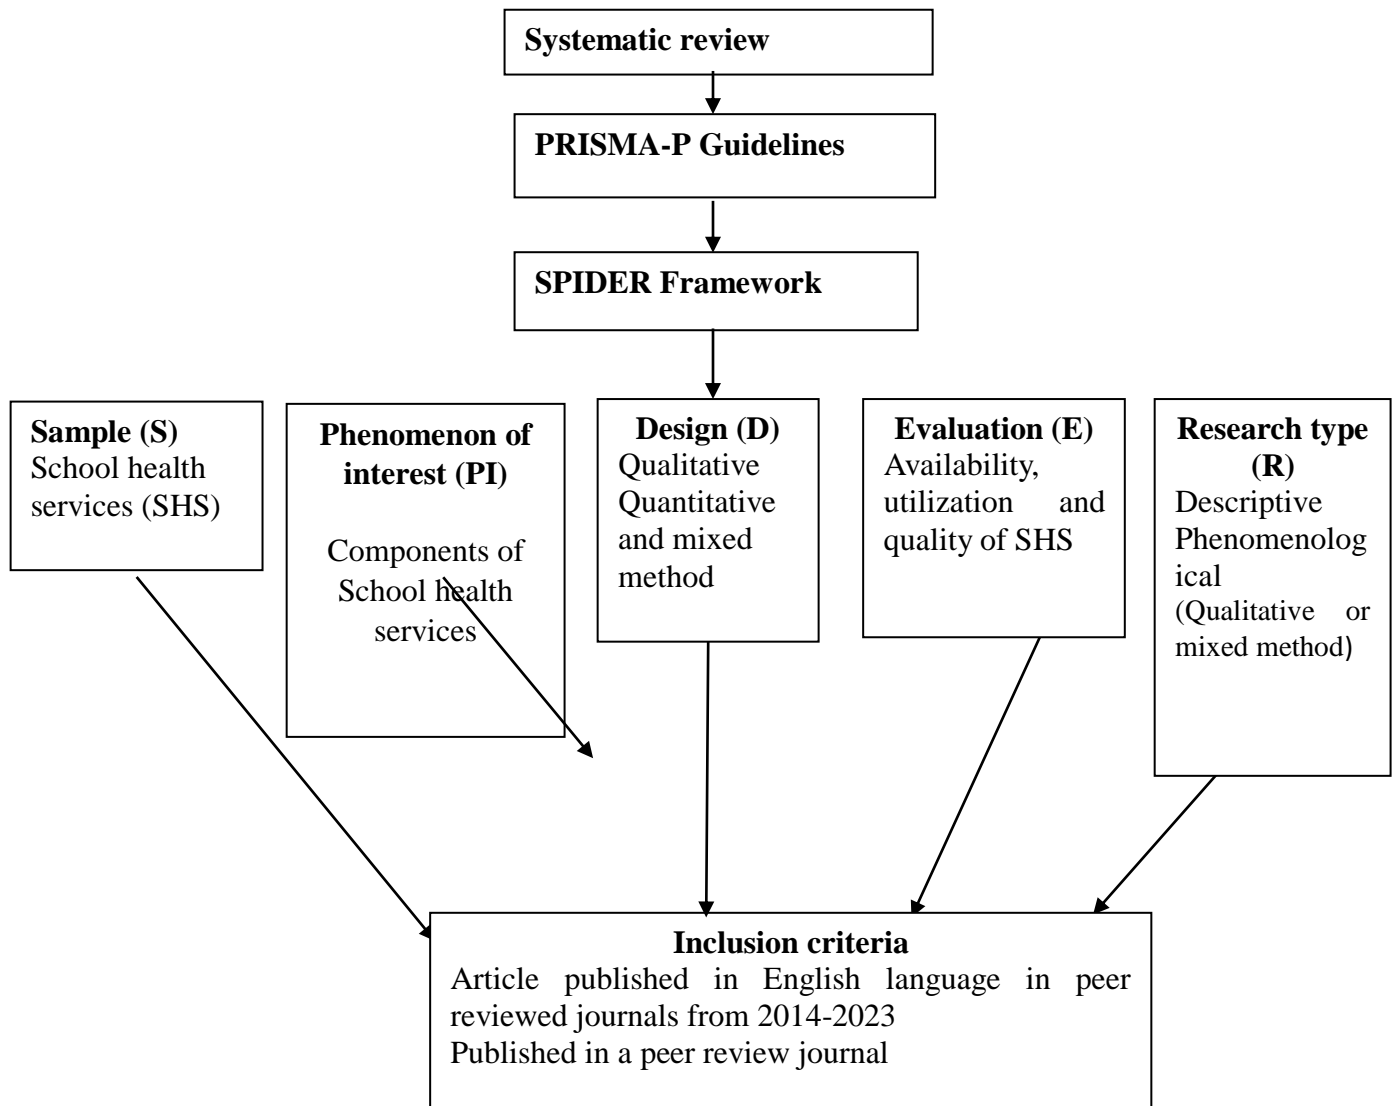 Systematic review
PRISMA-P Guidelines
SPIDER Framework
Sample (S)
School health
services (SHS)
Phenomenon of
interest (PI)
Components of
School health
services
Design (D)
Qualitative
Quantitative
and mixed
method
Evaluation (E)
Availability,
utilization and
quality of SHS
Research type
(R)
Descriptive
Phenomenolog
ical
(Qualitative or
mixed method)
Inclusion criteria
Article published in English language in peer
reviewed journals from 2014-2023
Published in a peer review journal